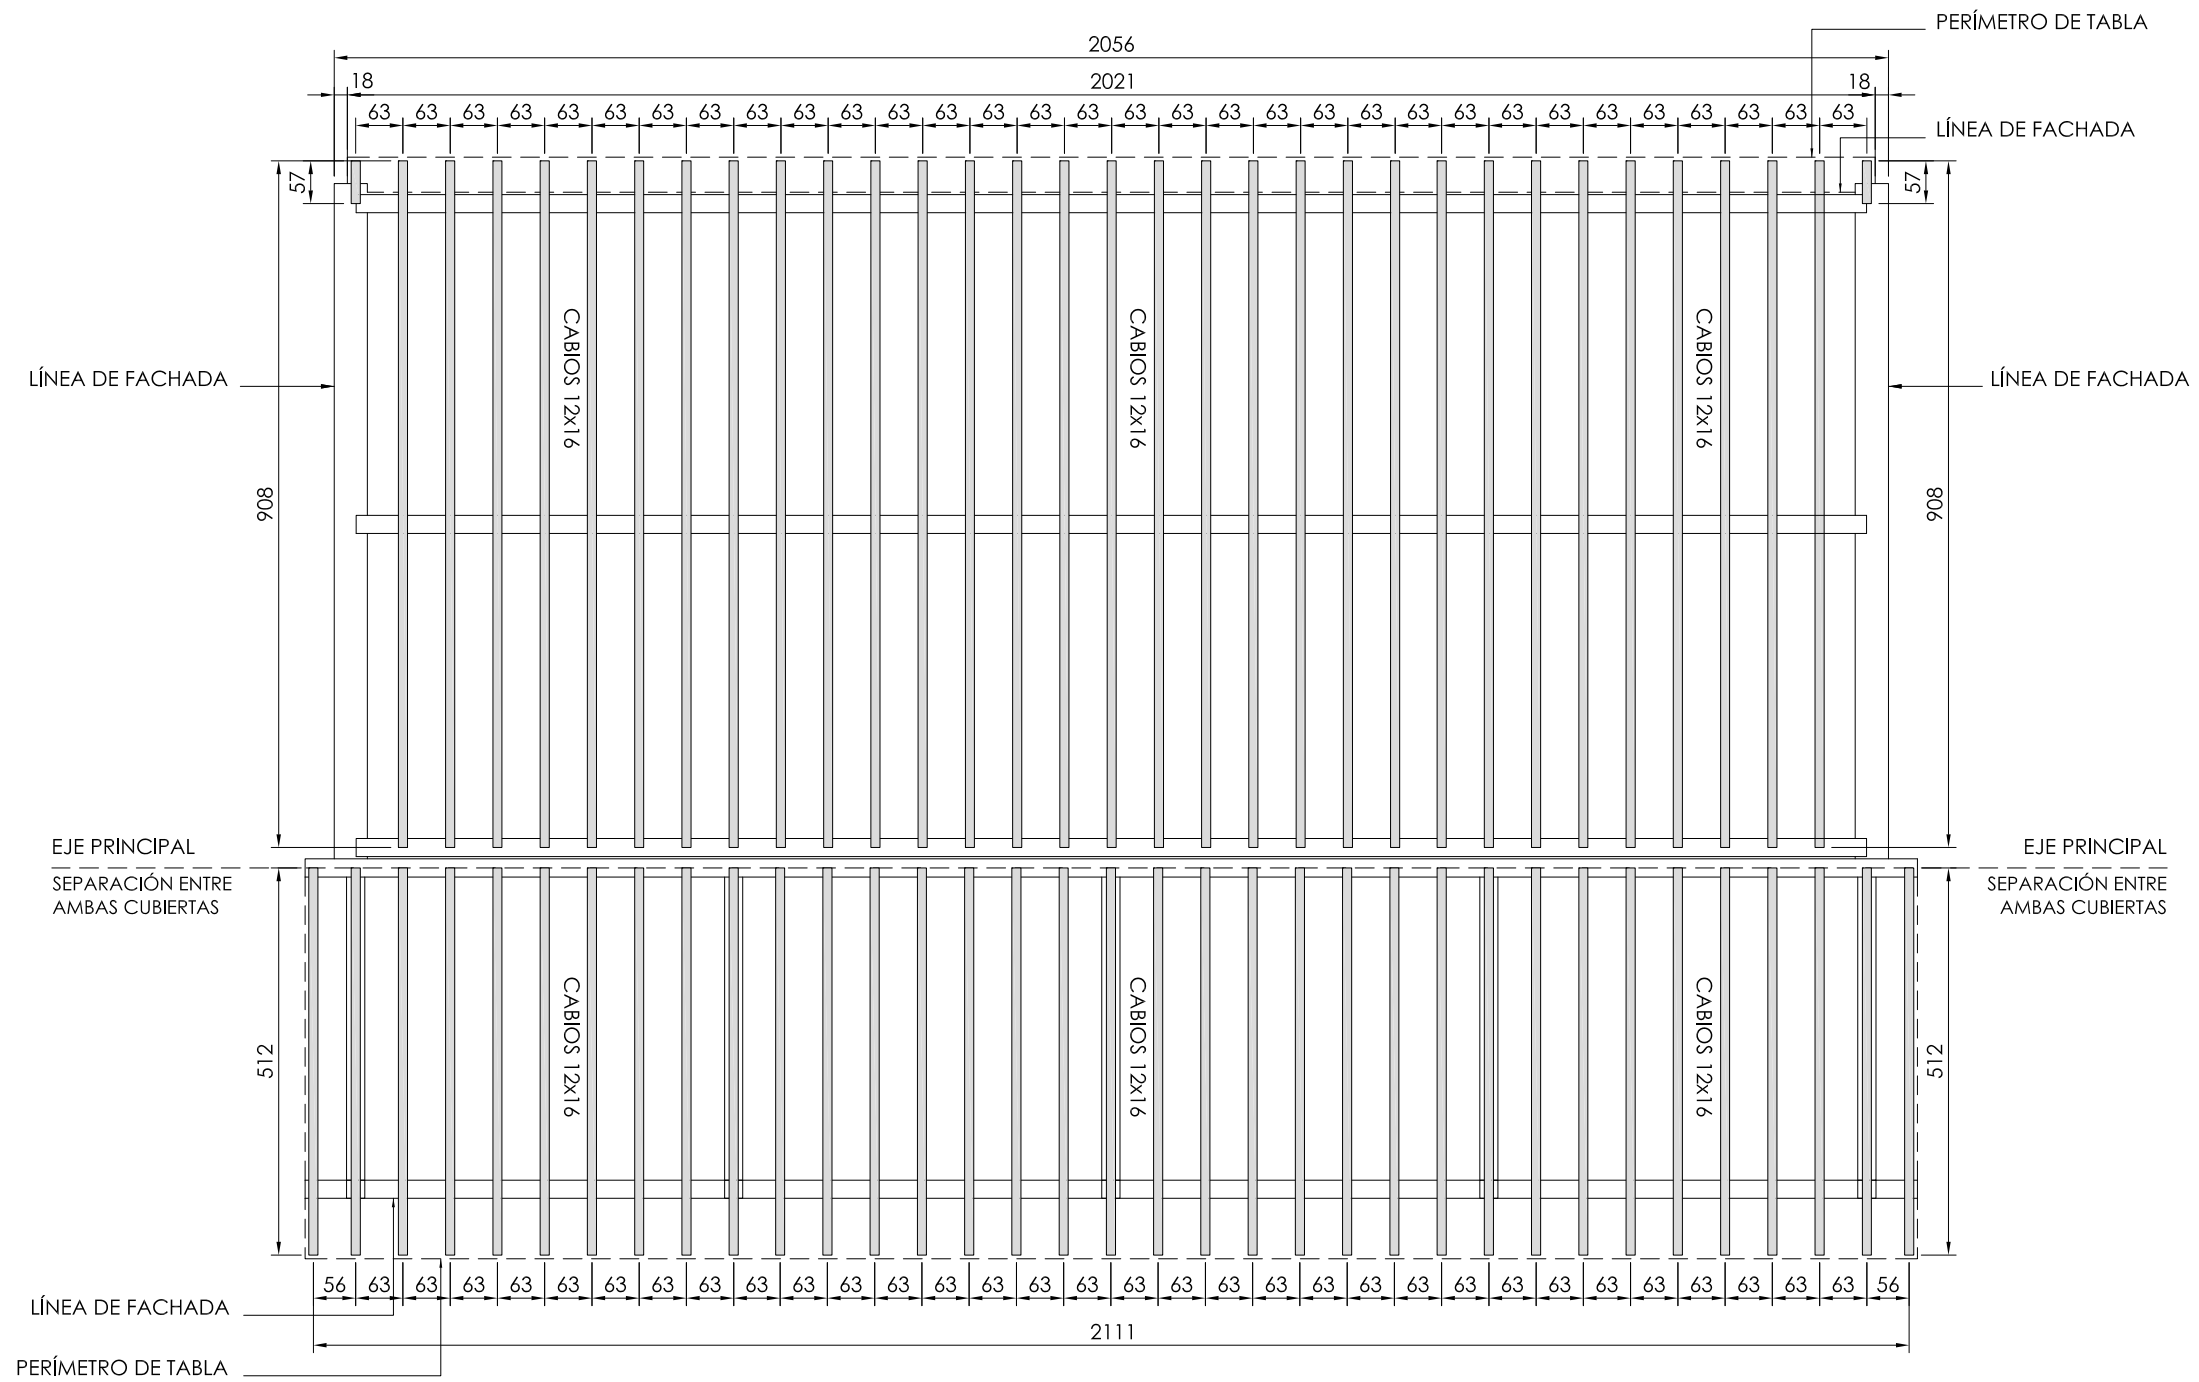 PERÍMETRO DE TABLA
2056
18 2021 18
63 63 63 63 63 63 63 63 63 63 63 63 63 63 63 63 63 63 63 63 63 63 63 63 63 63 63 63 63 63 63 63
LÍNEA DE FACHADA
57
57
CABIOS 12x16
CABIOS 12x16
CABIOS 12x16
LÍNEA DE FACHADA
LÍNEA DE FACHADA
908
908
EJE PRINCIPAL
EJE PRINCIPAL
SEPARACIÓN ENTRE
AMBAS CUBIERTAS
SEPARACIÓN ENTRE
AMBAS CUBIERTAS
CABIOS 12x16
CABIOS 12x16
CABIOS 12x16
512
512
56 63 63 63 63 63 63 63 63 63 63 63 63 63 63 63 63 63 63 63 63 63 63 63 63 63 63 63 63 63 63 63 63 56
LÍNEA DE FACHADA
2111
PERÍMETRO DE TABLA